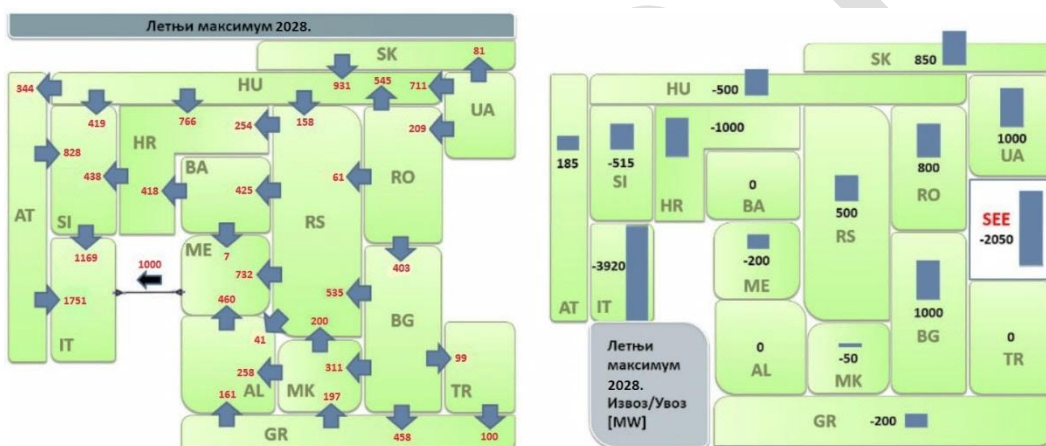 Летњи максимум 2028.
SK
81
HU
931
545
711
344
UA
419
766
254
158
209
HR
828
BA
438
418
425
61
RO
AT
SI
RS
ME
1169
1000
7
403
732
1751
460
535
BG
IT
200
41
99
258
311
AL
MK
TR
161
197
GR
458
100
SK
850
HU
-500
-1000
1000
UA
185
-515
SI
800
0
BA
RO
HR
500
RS
SEE
-2050
-3920
-200
ME
1000
AT
IT
BG
Летњи
максимум
2028.
Извоз/Увоз
[MW]
0
AL
-50
MK
0
TR
GR
-200